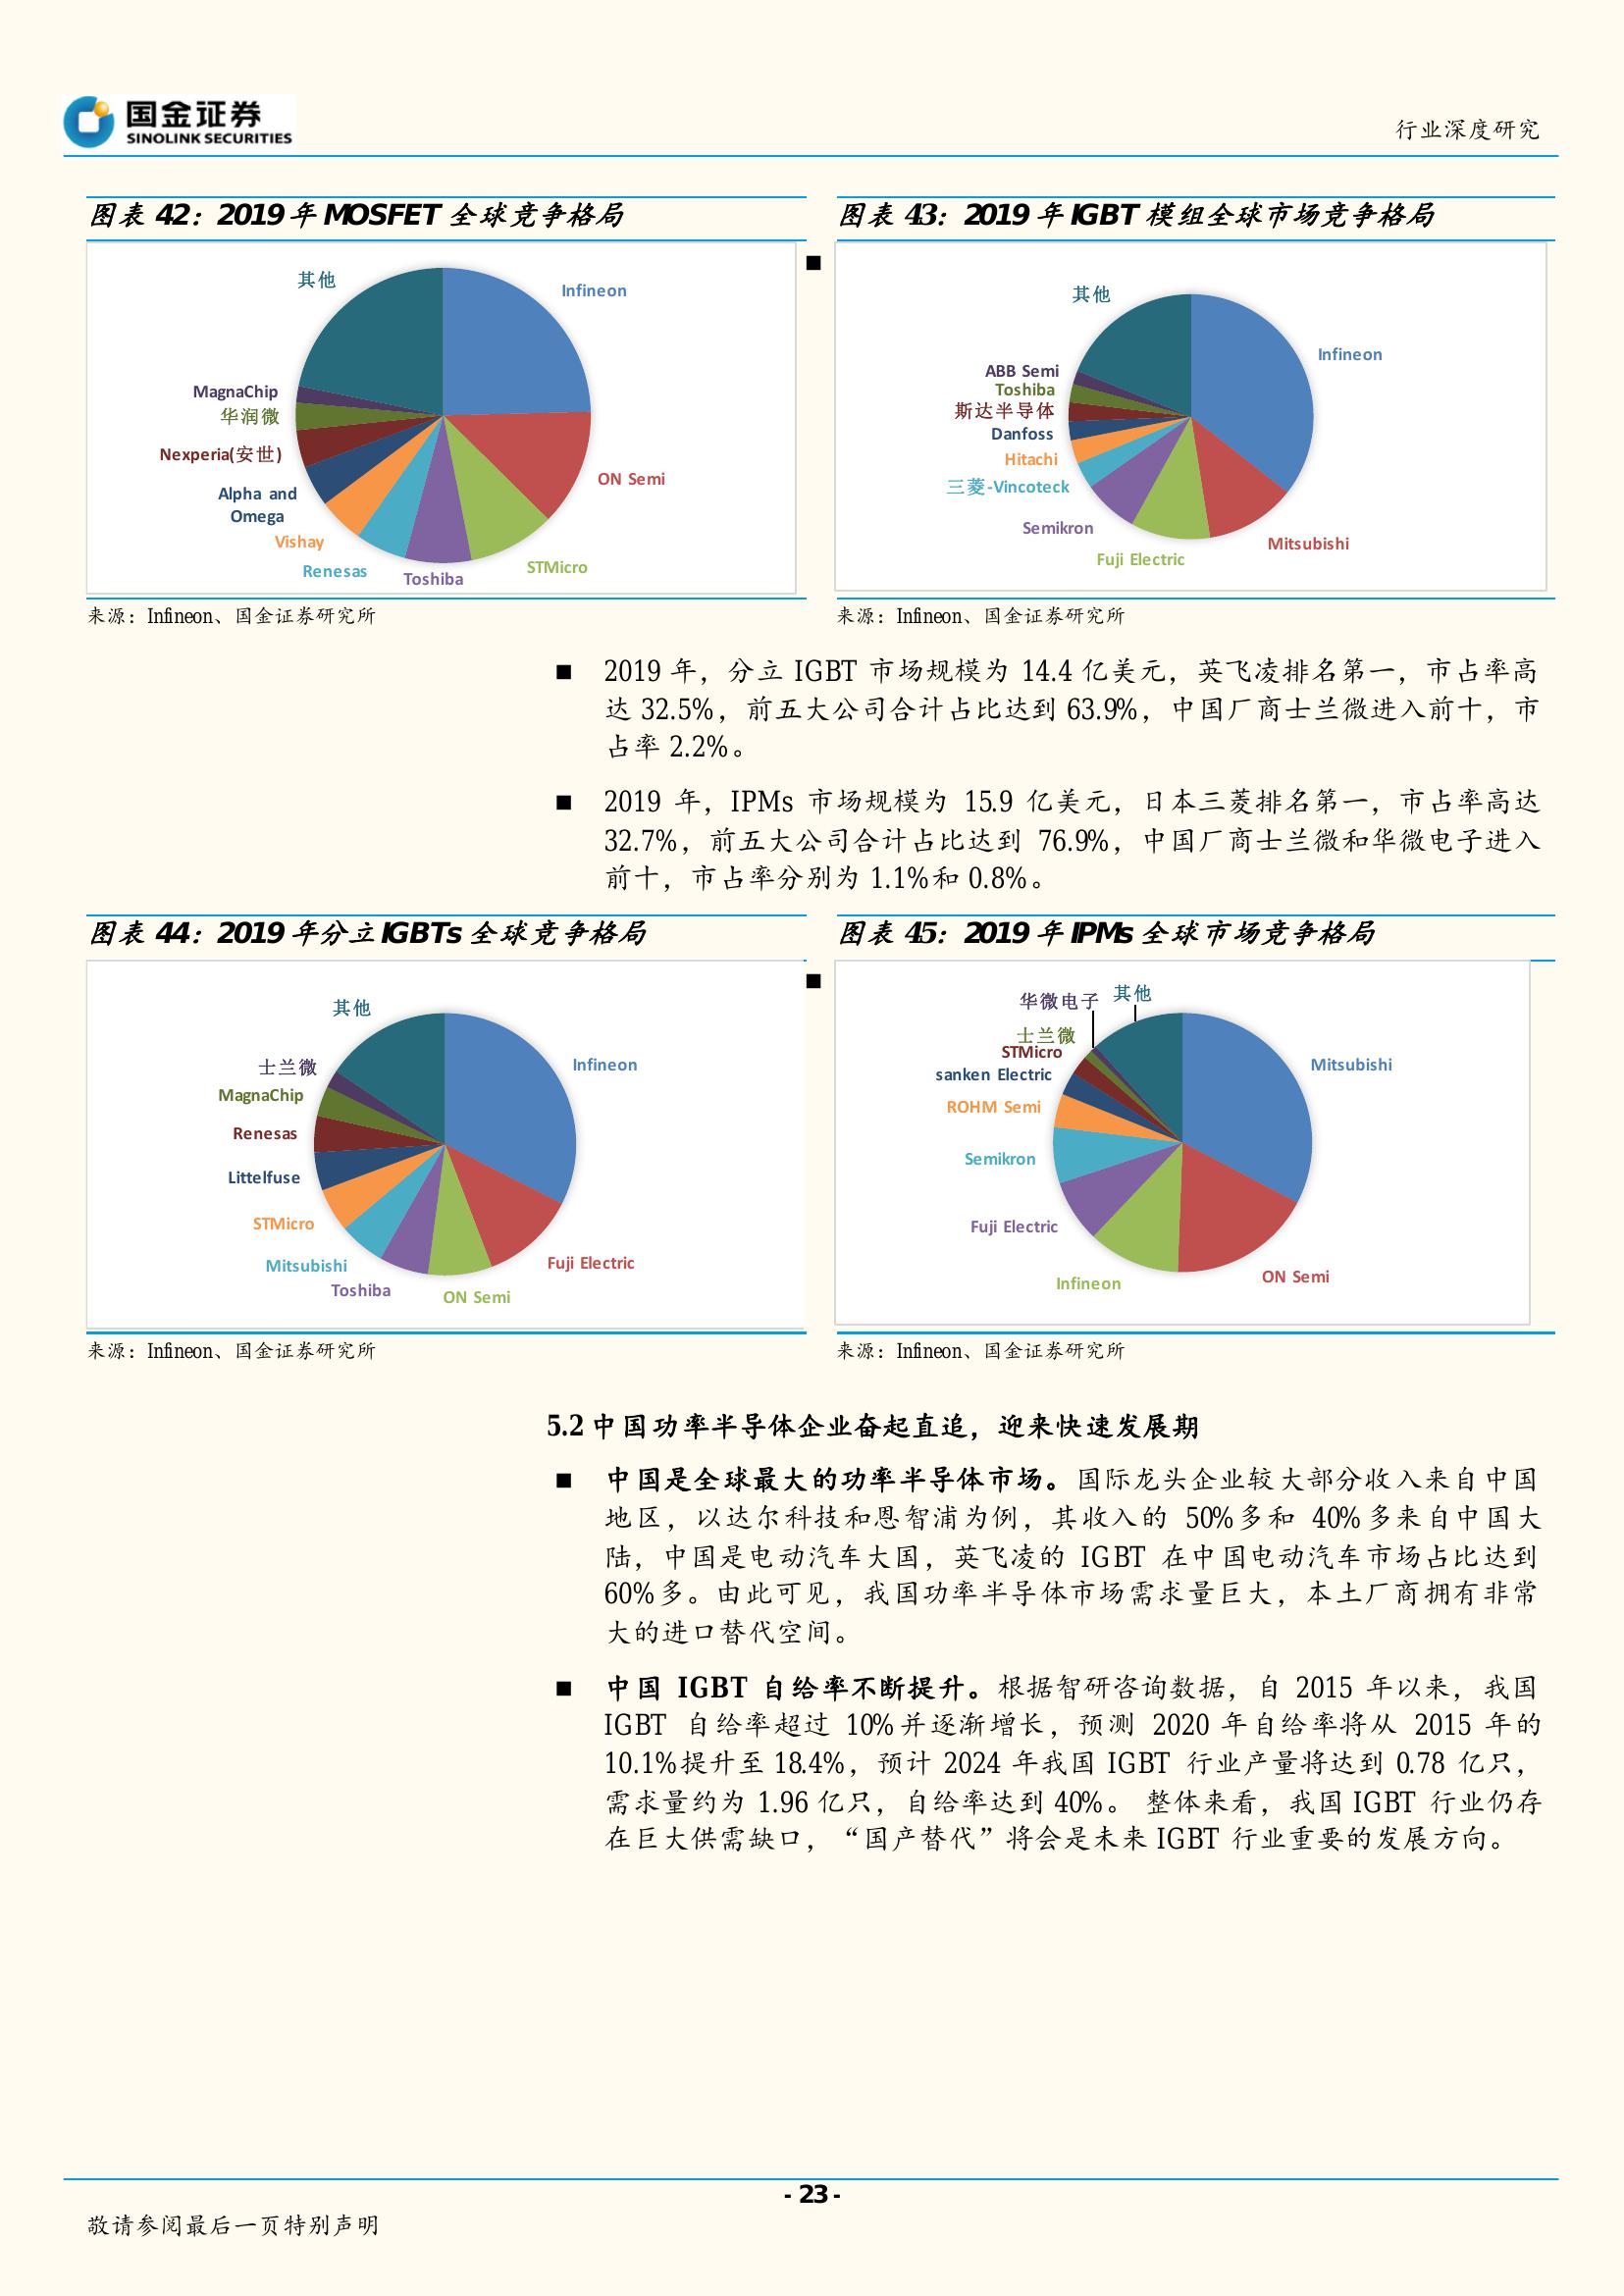 国金证券
SINOLINK SECURITIES
行业深度研究
图表 42：2019 年 MOSFET 全球竞争格局
其他
Infineon
MagnaChip
华润微
Nexperia(安世)
ON Semi
Alpha and
Omega
Vishay
Renesas
Toshiba
STMicro
来源：Infineon、国金证券研究所
图表 43：2019 年 IGBT 模组全球市场竞争格局
■
其他
Infineon
ABB Semi
Toshiba
斯达半导体
Danfoss
Hitachi
三菱-Vincoteck
Semikron
Mitsubishi
Fuji Electric
来源：Infineon、国金证券研究所
■ 2019 年，分立 IGBT 市场规模为 14.4 亿美元，英飞凌排名第一，市占率高
达 32.5%，前五大公司合计占比达到 63.9%，中国厂商士兰微进入前十，市
占率 2.2%。
■ 2019 年，IPMs 市场规模为 15.9 亿美元，日本三菱排名第一，市占率高达
32.7%，前五大公司合计占比达到 76.9%，中国厂商士兰微和华微电子进入
前十，市占率分别为 1.1%和 0.8%。
图表 44：2019 年分立 IGBTs 全球竞争格局
其他
士兰微
Infineon
MagnaChip
Renesas
Littelfuse
STMicro
Mitsubishi
Fuji Electric
Toshiba
ON Semi
来源：Infineon、国金证券研究所
图表 45：2019 年 IPMs 全球市场竞争格局
■
华微电子
其他
士兰微
STMicro
Mitsubishi
sanken Electric
ROHM Semi
Semikron
Fuji Electric
ON Semi
Infineon
来源：Infineon、国金证券研究所
5.2 中国功率半导体企业奋起直追，迎来快速发展期
■ 中国是全球最大的功率半导体市场。国际龙头企业较大部分收入来自中国
地区，以达尔科技和恩智浦为例，其收入的 50%多和 40%多来自中国大
陆，中国是电动汽车大国，英飞凌的 IGBT 在中国电动汽车市场占比达到
60%多。由此可见，我国功率半导体市场需求量巨大，本土厂商拥有非常
大的进口替代空间。
■ 中国 IGBT 自给率不断提升。根据智研咨询数据，自 2015 年以来，我国
IGBT 自给率超过 10%并逐渐增长，预测 2020 年自给率将从 2015 年的
10.1%提升至 18.4%，预计 2024 年我国 IGBT 行业产量将达到 0.78 亿只，
需求量约为 1.96 亿只，自给率达到 40%。 整体来看，我国 IGBT 行业仍存
在巨大供需缺口，“国产替代”将会是未来 IGBT 行业重要的发展方向。
- 23 -
敬请参阅最后一页特别声明